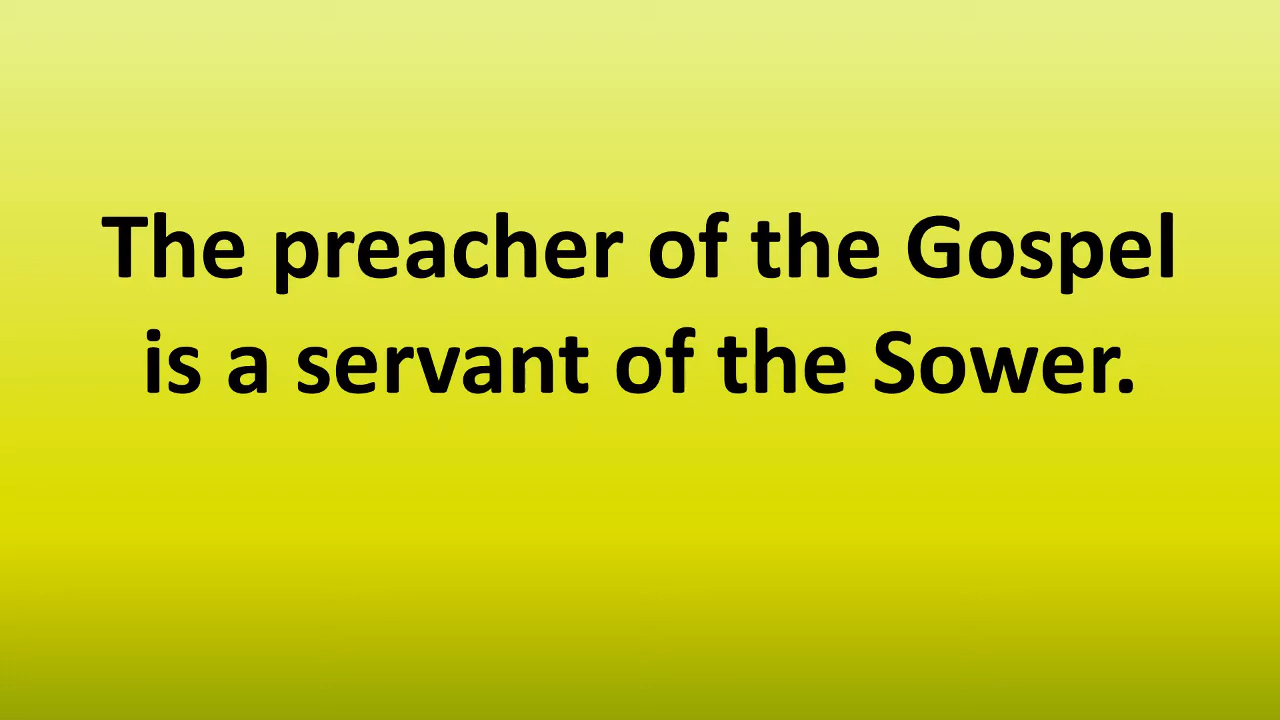 The preacher of the Gospel
is a servant of the Sower.